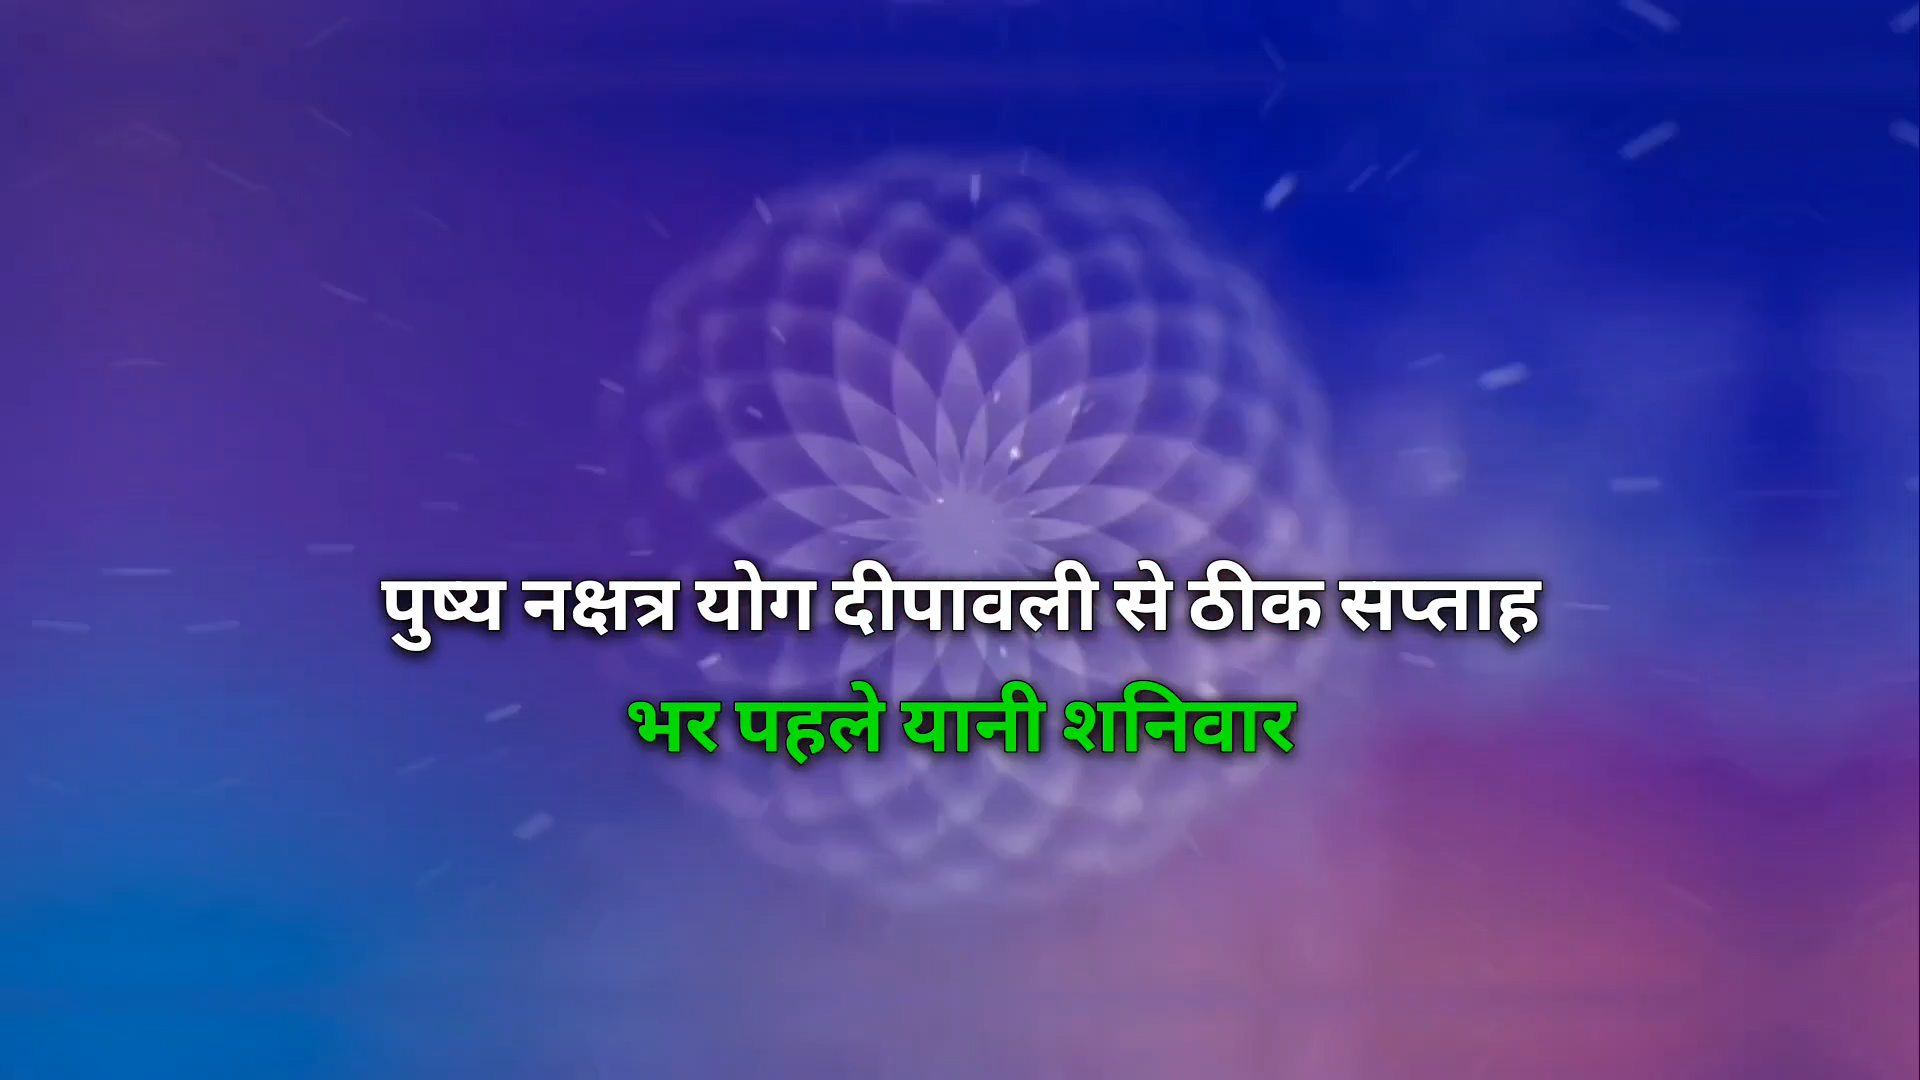 पुष्य नक्षत्र योग दीपावली से ठीक सप्ताह
भर पहले यानी शनिवार